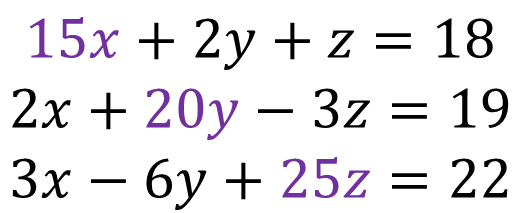 15x + 2y + z = 18
2x + 20y − 3z = 19
3x − 6y + 25z = 22